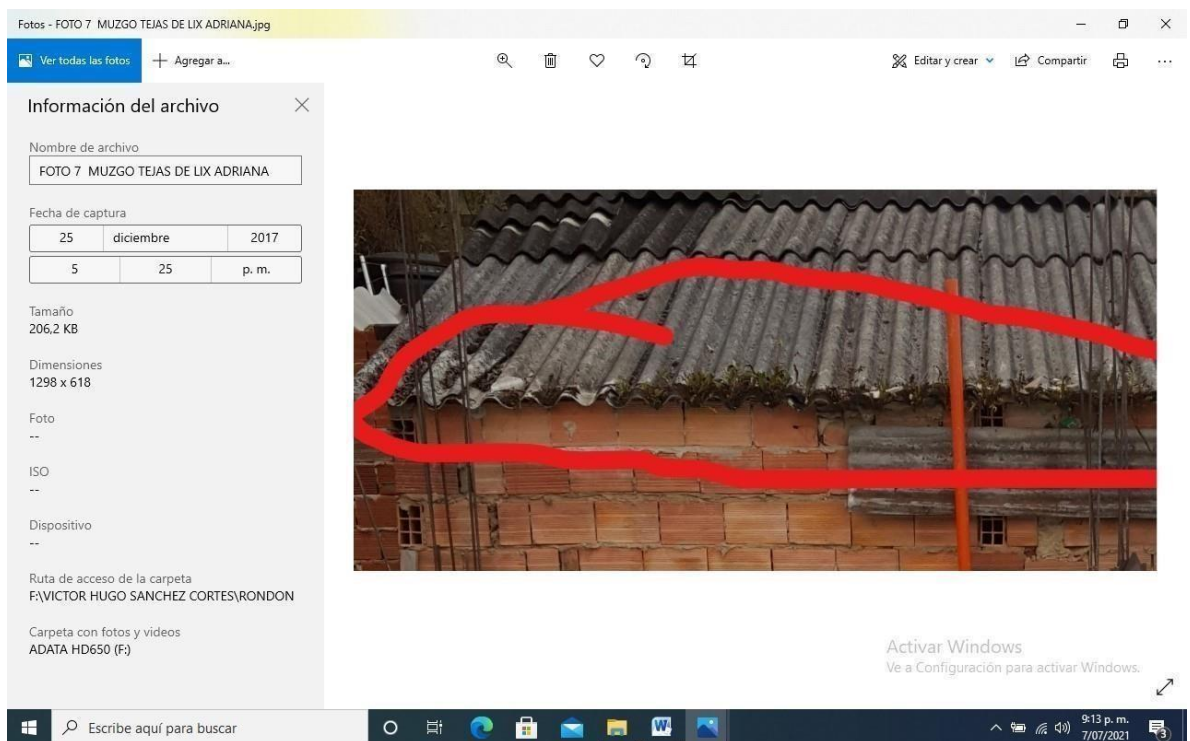 Fotos - FOTO 7 MUZGO TEJAS DE LIX ADRIANA.jpg
Ver todas las fotos
Agregar a...
Editar y crear
Compartir
Información del archivo
Nombre de archivo
FOTO 7 MUZGO TEJAS DE LIX ADRIANA
Fecha de captura
25 diciembre 2017
5 25 p. m.
Tamaño
206,2 KB
Dimensiones
1298 x 618
Foto
--
ISO
--
Dispositivo
--
Ruta de acceso de la carpeta
F:\VICTOR HUGO SANCHEZ CORTES\RONDON
Carpeta con fotos y videos
ADATA HD650 (F:)
Activar Windows
Ve a Configuración para activar Windows.
Escribe aquí para buscar
W
9:13 p. m.
7/07/2021
3